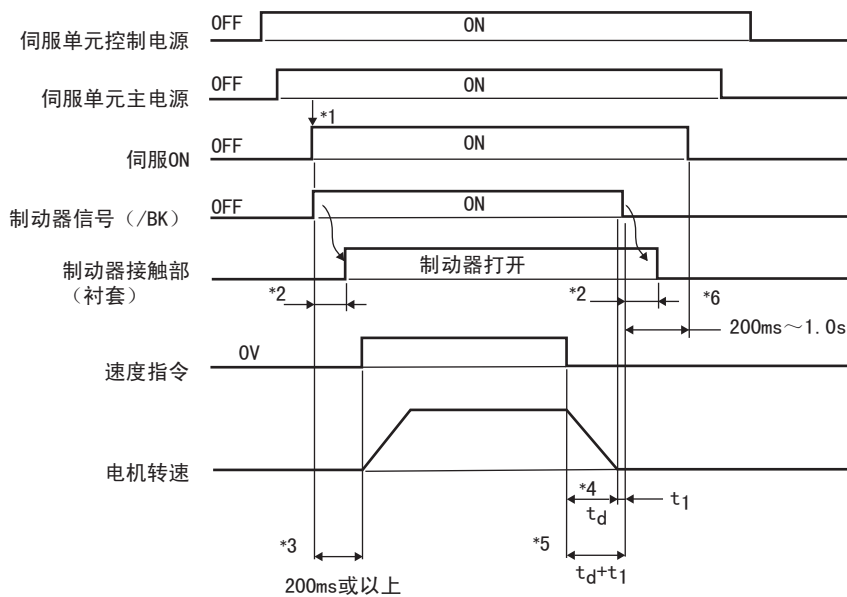 伺服单元控制电源 OFF ON
伺服单元主电源 OFF ON
*1
伺服ON OFF ON
制动器信号（/BK） OFF ON
制动器接触部
（衬套）
制动器打开
*2 *2 *6
200ms～1.0s
速度指令 0V
电机转速
*4
td t1
*3 *5
200ms或以上 td+t1